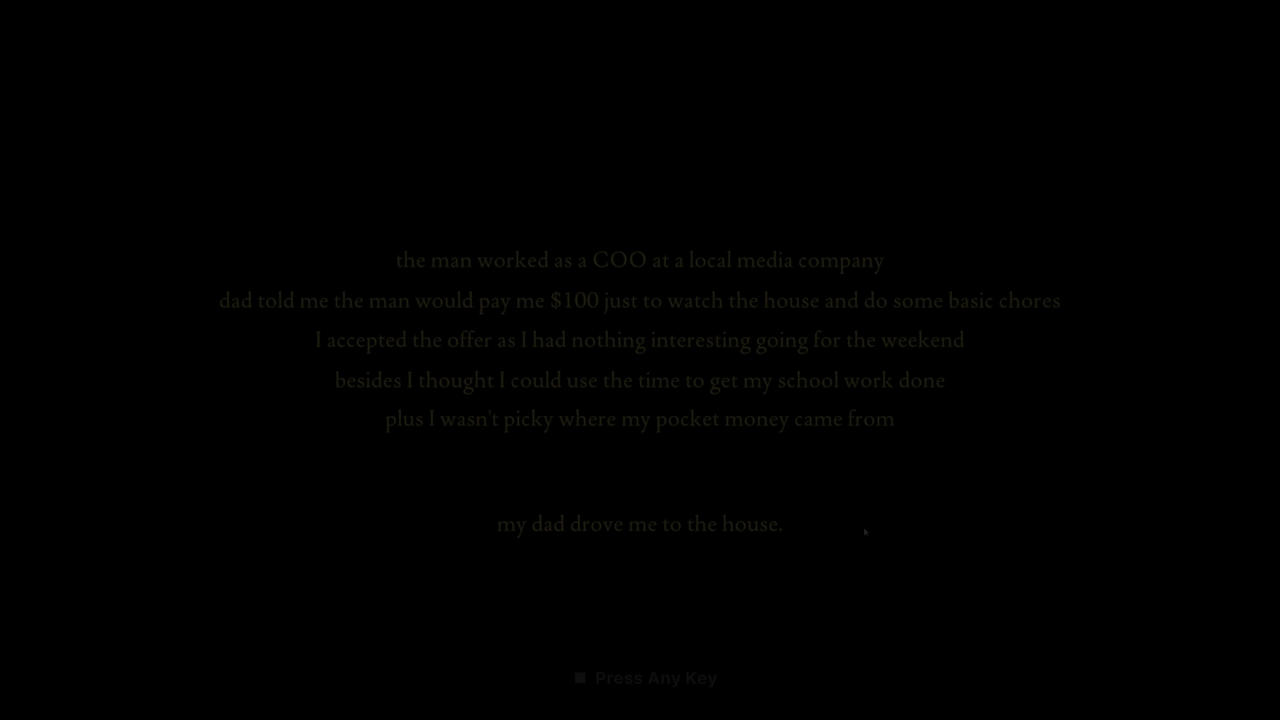 the man worked as a COO at a local media company
dad told me the man would pay me $100 just to watch the house and do some basic chores
I accepted the offer as I had nothing interesting going for the weekend
besides I thought I could use the time to get my school work done
plus I wasn't picky where my pocket money came from
my dad drove me to the house.
Press Any Key